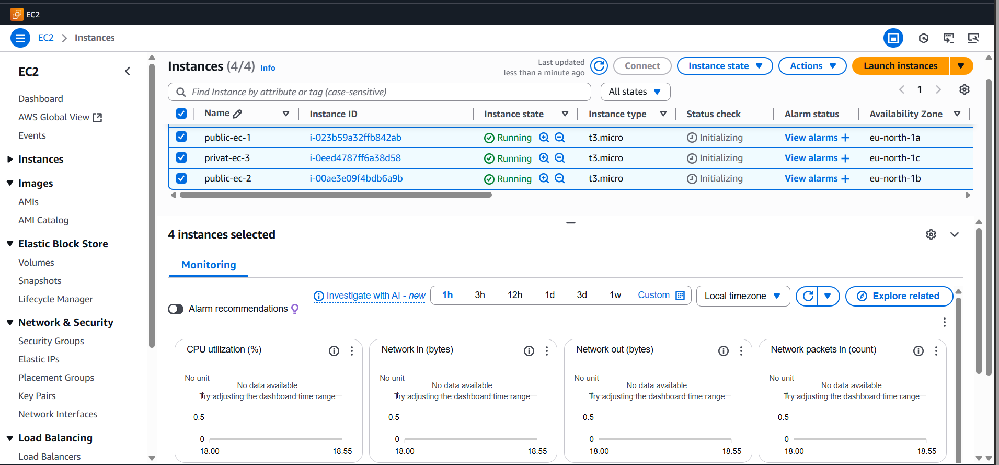 EC2
EC2 Instances
EC2
Dashboard
AWS Global View
Events
Instances
Images
AMIs
AMI Catalog
Elastic Block Store
Volumes
Snapshots
Lifecycle Manager
Network & Security
Security Groups
Elastic IPs
Placement Groups
Key Pairs
Network Interfaces
Load Balancing
Load Balancers
Instances (4/4) Info
Last updated
less than a minute ago
Connect
Instance state
Actions
Launch instances
Find Instance by attribute or tag (case-sensitive)
All states
1
Name Instance ID Instance state Instance type Status check Alarm status Availability Zone
public-ec-1 i-023b59a32ffb842ab Running t3.micro Initializing View alarms + eu-north-1a
privat-ec-3 i-0eed4787ff6a38d58 Running t3.micro Initializing View alarms + eu-north-1c
public-ec-2 i-00ae3e09f4bdb6a9b Running t3.micro Initializing View alarms + eu-north-1b
4 instances selected
Monitoring
Investigate with AI - new
1h 3h 12h 1d 3d 1w Custom
Local timezone
Explore related
Alarm recommendations
CPU utilization (%)
No unit
No data available.
Try adjusting the dashboard time range.
1
0.5
0
18:00 18:55
Network in (bytes)
No unit
No data available.
Try adjusting the dashboard time range.
1
0.5
0
18:00 18:55
Network out (bytes)
No unit
No data available.
Try adjusting the dashboard time range.
1
0.5
0
18:00 18:55
Network packets in (count)
No unit
No data available.
Try adjusting the dashboard time range.
1
0.5
0
18:00 18:55